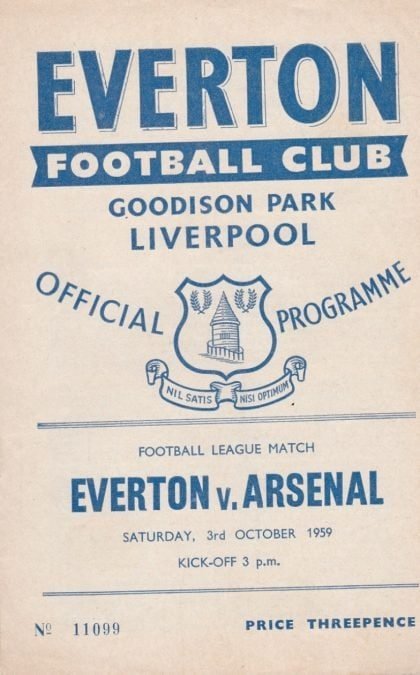 EVERTON
FOOTBALL CLUB
GOODISON PARK
LIVERPOOL
OFFICIAL PROGRAMME
NIL SATIS NISI OPTIMUM
FOOTBALL LEAGUE MATCH
EVERTON v. ARSENAL
SATURDAY, 3rd OCTOBER 1959
KICK-OFF 3 p.m.
Nº 11099 PRICE THREEPENCE